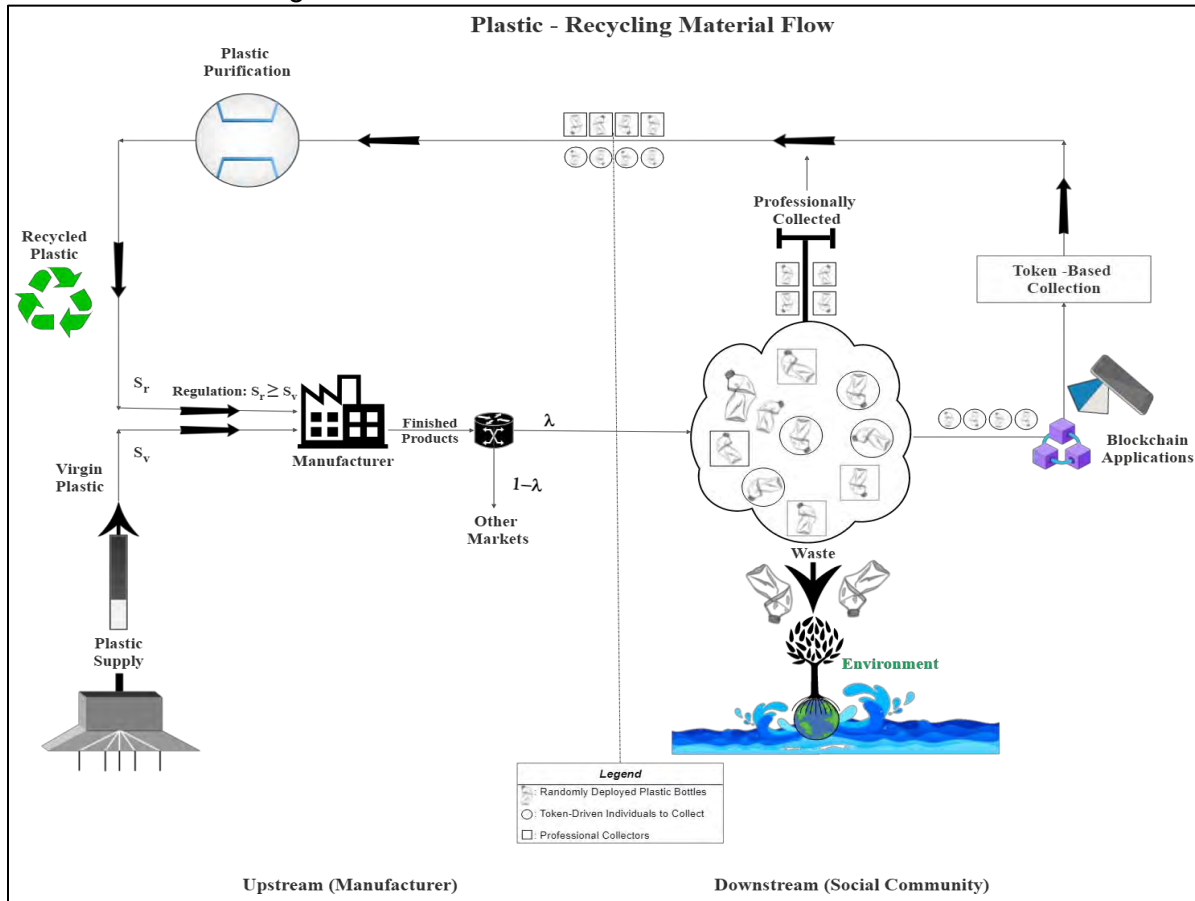 Plastic - Recycling Material Flow
Plastic
Purification
Professionally
Collected
Recycled
Plastic
Token -Based
Collection
Sr
Regulation: Sr ≥ Sv
Sv
Virgin
Plastic
Manufacturer
Finished
Products
λ
1-λ
Other
Markets
Blockchain
Applications
Waste
Plastic
Supply
Environment
Legend
: Randomly Deployed Plastic Bottles
: Token-Driven Individuals to Collect
: Professional Collectors
Upstream (Manufacturer)
Downstream (Social Community)